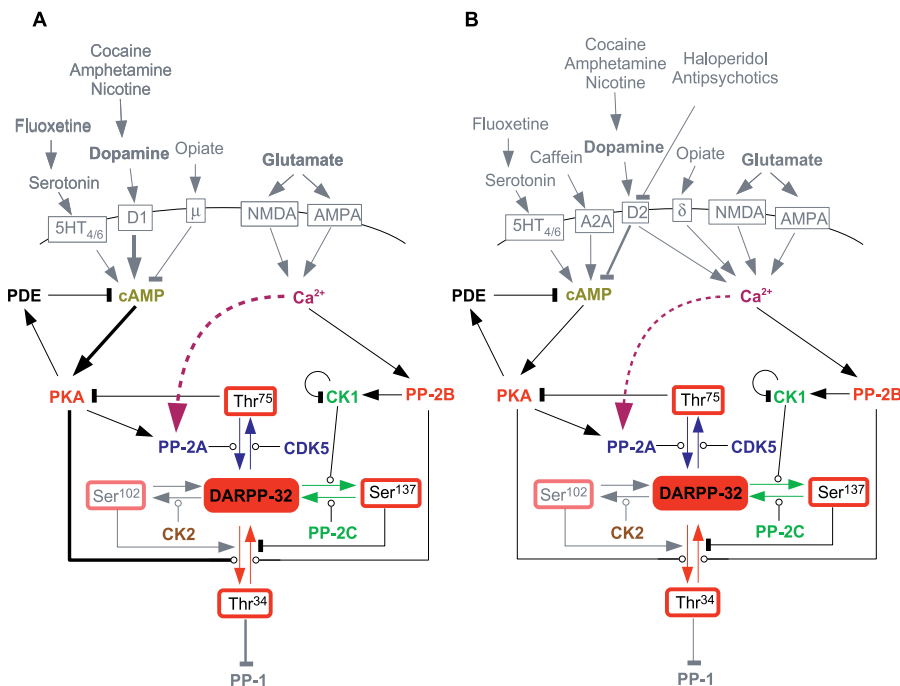 A
Cocaine
Amphetamine
Nicotine
Fluoxetine
Dopamine
Opiate
Glutamate
Serotonin
5HT4/6
D1
μ
NMDA
AMPA
PDE
cAMP
Ca2+
PKA
Thr75
CK1
PP-2B
PP-2A
CDK5
Ser102
DARPP-32
Ser137
CK2
PP-2C
Thr34
PP-1
B
Cocaine
Amphetamine
Nicotine
Haloperidol
Antipsychotics
Fluoxetine
Caffein
Dopamine
Opiate
Glutamate
Serotonin
5HT4/6
A2A
D2
δ
NMDA
AMPA
PDE
cAMP
Ca2+
PKA
Thr75
CK1
PP-2B
PP-2A
CDK5
Ser102
DARPP-32
Ser137
CK2
PP-2C
Thr34
PP-1